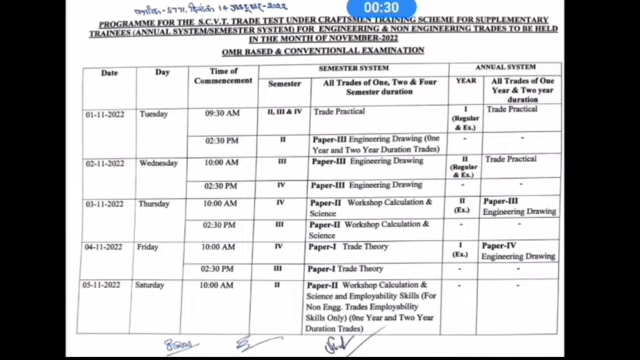 00:30
PROGRAMME FOR THE S.C.V.T. TRADE TEST UNDER CRAFTSMEN TRAINING SCHEME FOR SUPPLEMENTARY
TRAINEES (ANNUAL SYSTEM/SEMESTER SYSTEM) FOR ENGINEERING & NON ENGINEERING TRADES TO BE HELD
IN THE MONTH OF NOVEMBER-2022
OMR BASED & CONVENTIONLAL EXAMINATION
Date Day Time of Commencement SEMESTER SYSTEM ANNUAL SYSTEM
Semester All Trades of One, Two & Four Semester duration YEAR All Trades of One Year & Two year duration
01-11-2022 Tuesday 09:30 AM II, III & IV Trade Practical I (Regular & Ex.) Trade Practical
02:30 PM II Paper-III Engineering Drawing (One Year and Two Year Duration Trades) - -
02-11-2022 Wednesday 10:00 AM III Paper-III Engineering Drawing II (Regular & Ex.) Trade Practical
02:30 PM IV Paper-III Engineering Drawing - -
03-11-2022 Thursday 10:00 AM IV Paper-II Workshop Calculation & Science II (Ex.) Paper-III Engineering Drawing
02:30 PM III Paper-II Workshop Calculation & Science - -
04-11-2022 Friday 10:00 AM IV Paper-I Trade Theory I (Ex.) Paper-IV Engineering Drawing
02:30 PM III Paper-I Trade Theory - -
05-11-2022 Saturday 10:00 AM II Paper-II Workshop Calculation & Science and Employability Skills (For Non Engg. Trades Employability Skills Only) (One Year and Two Year Duration Trades) - -